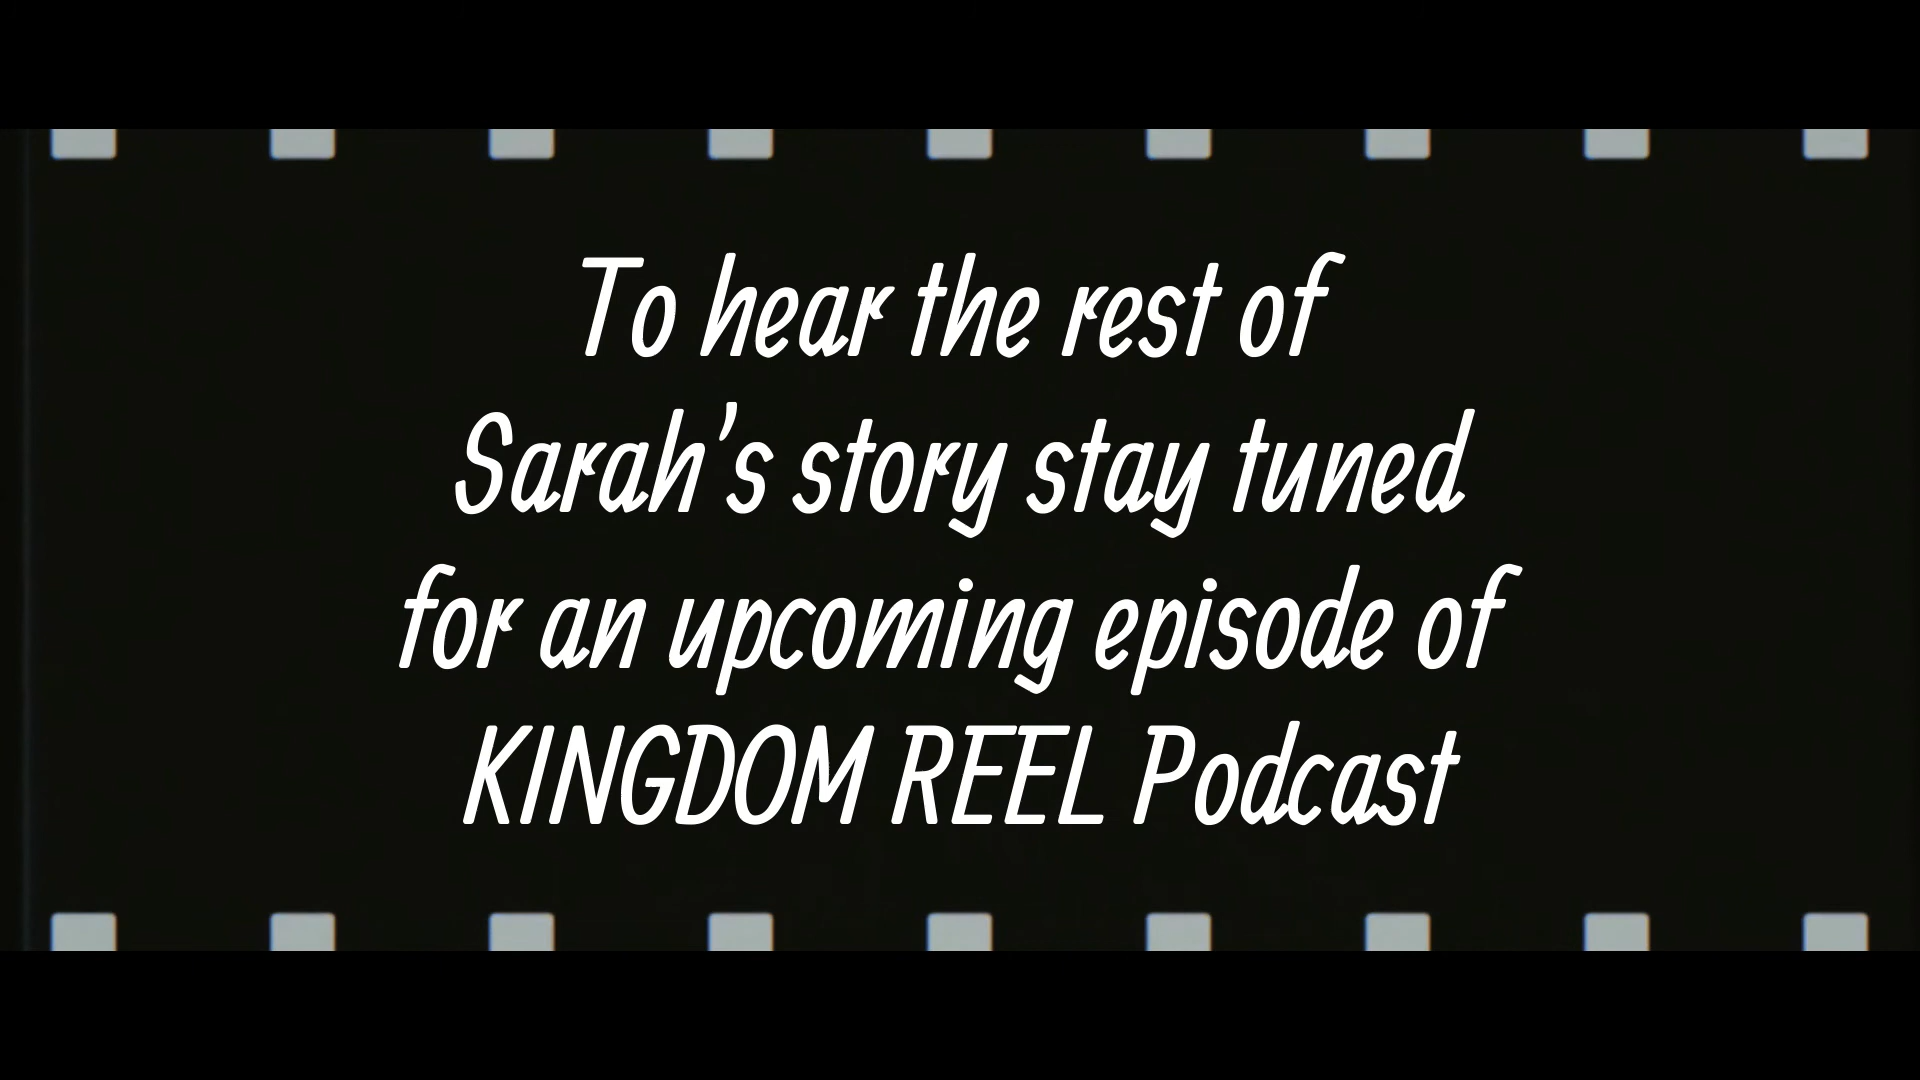 To hear the rest of
Sarah's story stay tuned
for an upcoming episode of
KINGDOM REEL Podcast